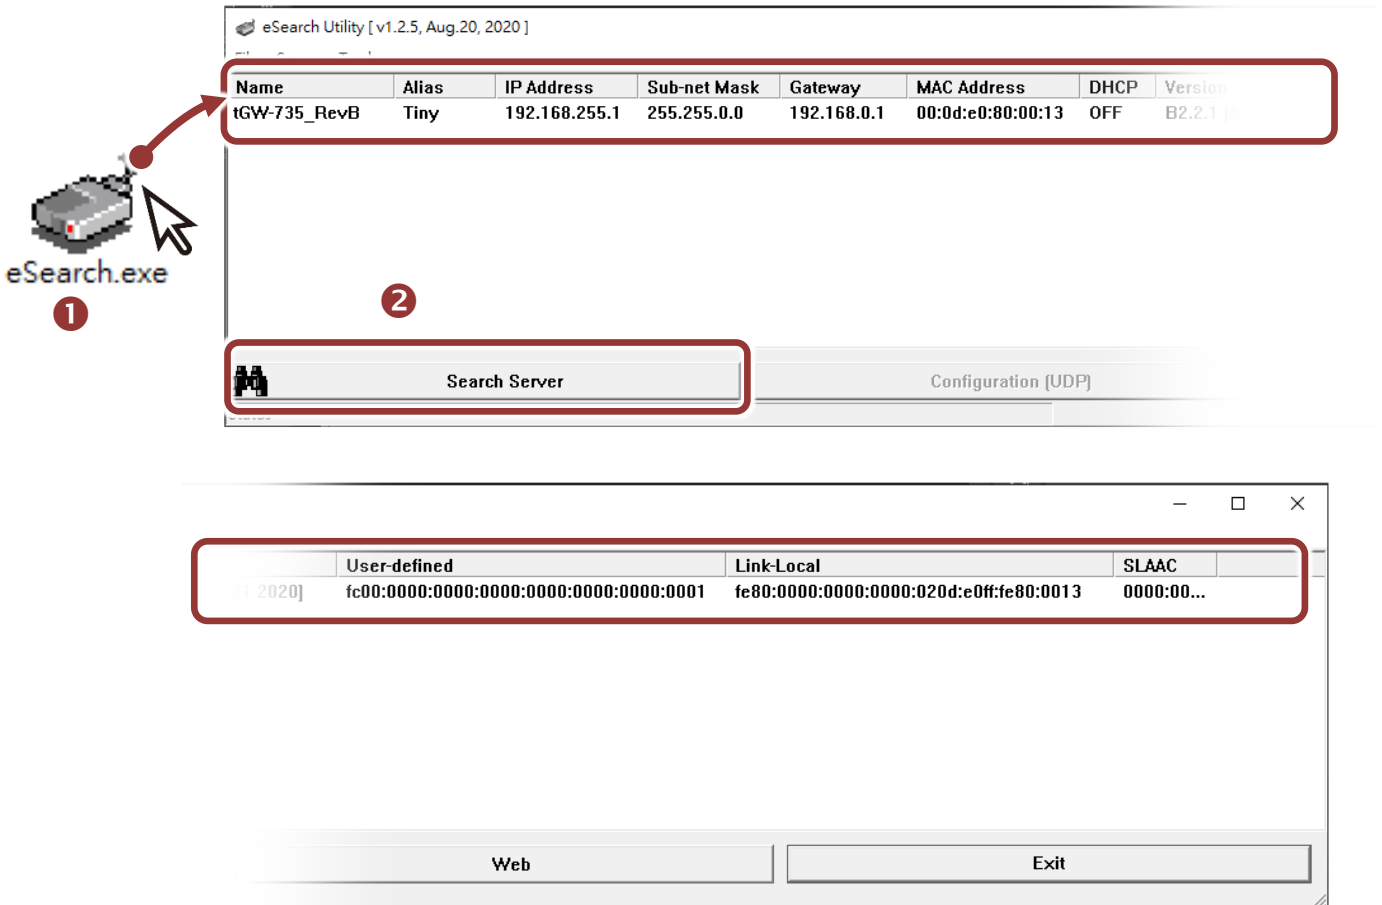 eSearch Utility [ v1.2.5, Aug.20, 2020 ]
Name Alias IP Address Sub-net Mask Gateway MAC Address DHCP Version
tGW-735_RevB Tiny 192.168.255.1 255.255.0.0 192.168.0.1 00:0d:e0:80:00:13 OFF B2.2.1
eSearch.exe
1
2
Search Server Configuration (UDP)
User-defined Link-Local SLAAC
2020] fc00:0000:0000:0000:0000:0000:0000:0001 fe80:0000:0000:0000:020d:e0ff:fe80:0013 0000:00...
Web Exit